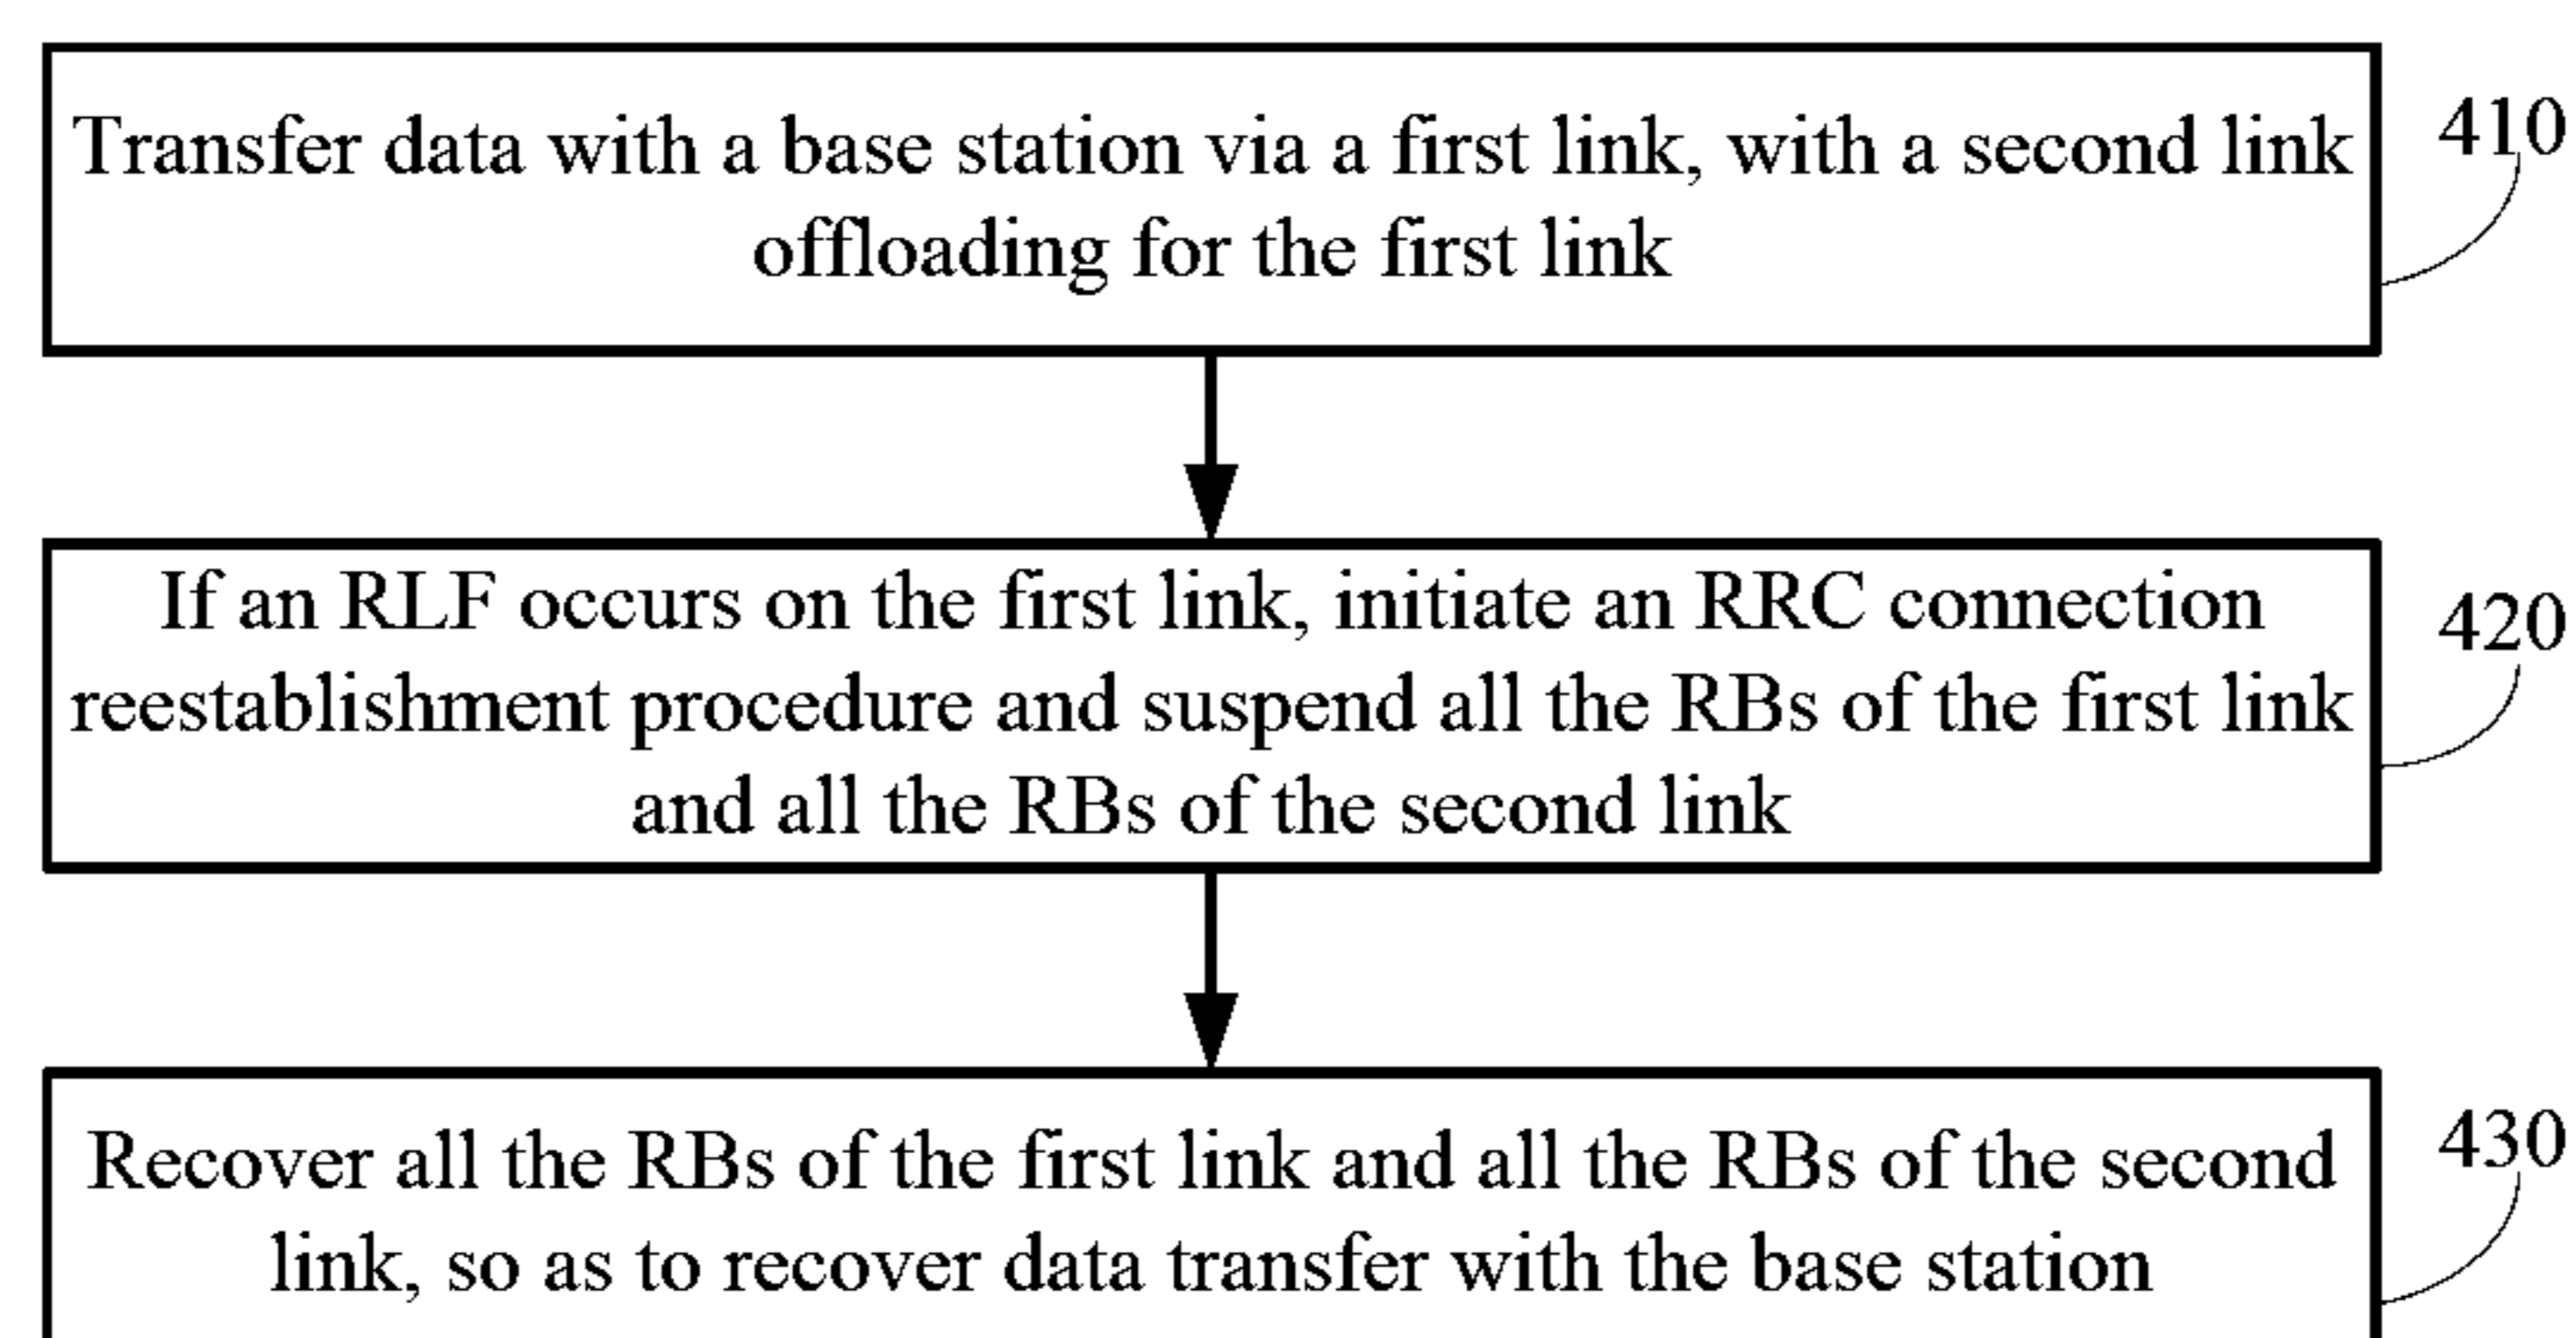 Transfer data with a base station via a first link, with a second link
offloading for the first link
410
If an RLF occurs on the first link, initiate an RRC connection
reestablishment procedure and suspend all the RBs of the first link
and all the RBs of the second link
420
Recover all the RBs of the first link and all the RBs of the second
link, so as to recover data transfer with the base station
430